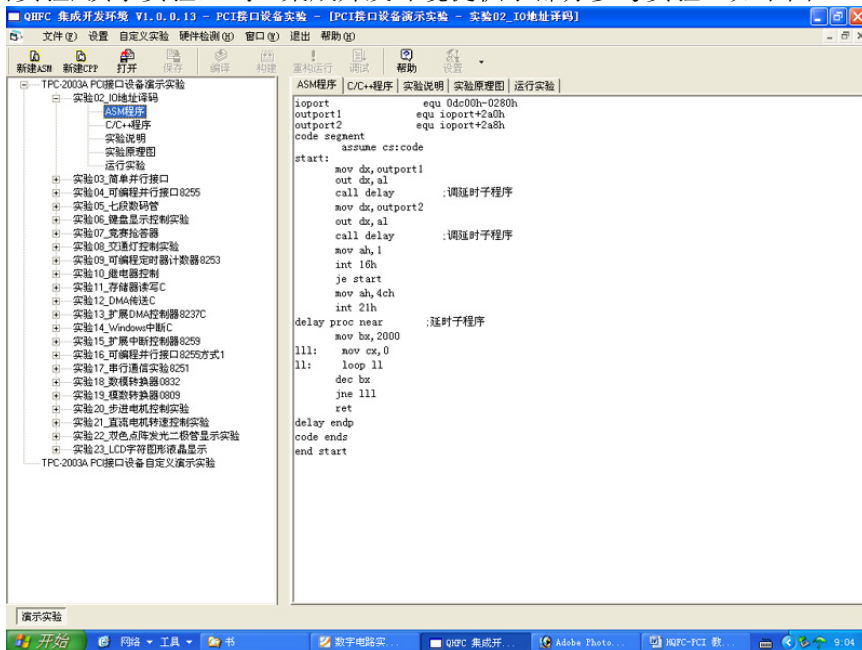 QHFC 集成开发环境 V1.0.0.13 - PCI接口设备实验 - [PCI接口设备演示实验 - 实验02_IO地址译码]
文件(F) 设置 自定义实验 硬件检测(H) 窗口(W) 退出 帮助(H)
新建ASM 新建CPP 打开 保存 编译 构建 重构运行 调试 帮助 设置
TPC-2003A PCI接口设备演示实验
实验02_IO地址译码
ASM程序
C/C++程序
实验说明
实验原理图
运行实验
实验03_简单并行接口
实验04_可编程并行接口8255
实验05_七段数码管
实验06_键盘显示控制实验
实验07_竞赛抢答器
实验08_交通灯控制实验
实验09_可编程定时器计数器8253
实验10_继电器控制
实验11_存储器读写C
实验12_DMA传送C
实验13_扩展DMA控制器8237C
实验14_Windows中断C
实验15_扩展中断控制器8259
实验16_可编程并行接口8255方式1
实验17_串行通信实验8251
实验18_数模转换器0832
实验19_模数转换器0809
实验20_步进电机控制实验
实验21_直流电机转速控制实验
实验22_双色点阵发光二极管显示实验
实验23_LCD字符图形液晶显示
TPC-2003A PCI接口设备自定义演示实验
ASM程序 C/C++程序 实验说明 实验原理图 运行实验
ioport equ 0dc00h-0280h
outport1 equ ioport+2a0h
outport2 equ ioport+2a8h
code segment
assume cs:code
start:
mov dx,outport1
out dx,al
call delay ;调延时子程序
mov dx,outport2
out dx,al
call delay ;调延时子程序
mov ah,1
int 16h
je start
mov ah,4ch
int 21h
delay proc near ;延时子程序
mov bx,2000
lll: mov cx,0
ll: loop ll
dec bx
jne lll
ret
delay endp
code ends
end start
演示实验
开始 网络 工具 书 数字电路实... QHFC 集成开... Adobe Photo... HQFC-PCI 教... 9:04